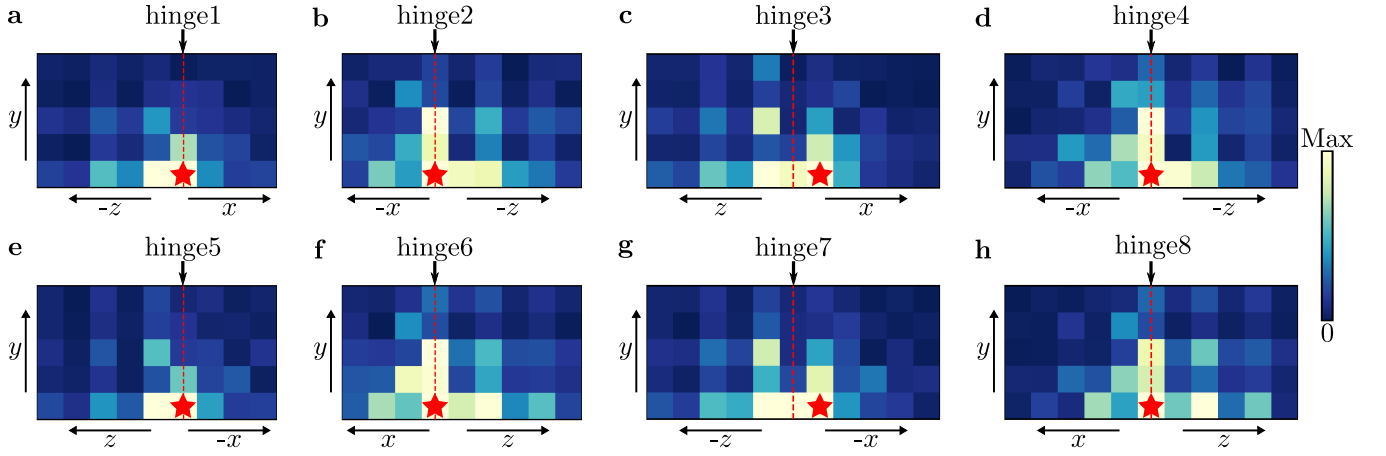 a hinge1 b hinge2 c hinge3 d hinge4
y y y y
Max
0
-z x -x -z z x -x -z
e hinge5 f hinge6 g hinge7 h hinge8
y y y y
z -x x z -z -x x z